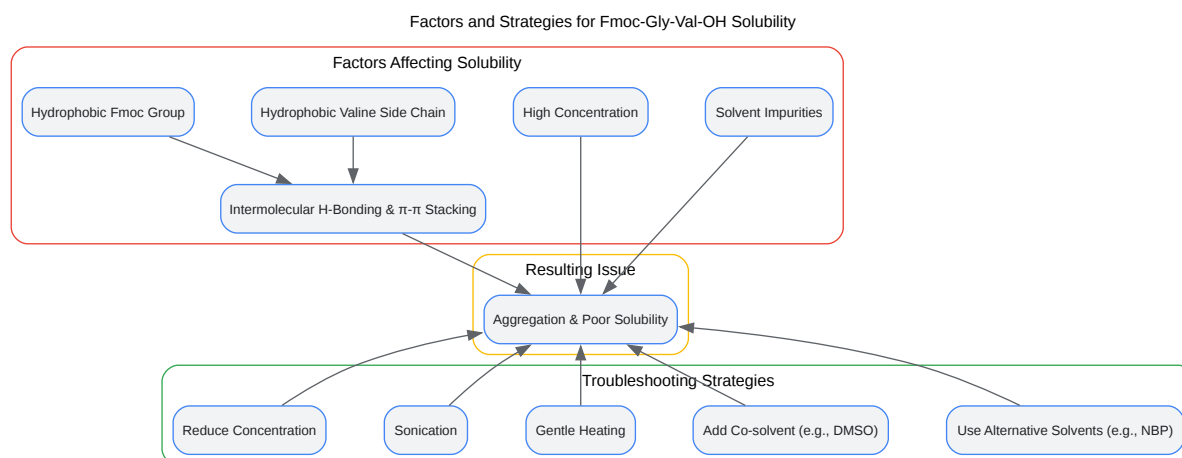 Factors and Strategies for Fmoc-Gly-Val-OH Solubility
Factors Affecting Solubility
Hydrophobic Fmoc Group
Hydrophobic Valine Side Chain
High Concentration
Solvent Impurities
Intermolecular H-Bonding & π-π Stacking
Resulting Issue
Aggregation & Poor Solubility
Troubleshooting Strategies
Reduce Concentration
Sonication
Gentle Heating
Add Co-solvent (e.g., DMSO)
Use Alternative Solvents (e.g., NBP)